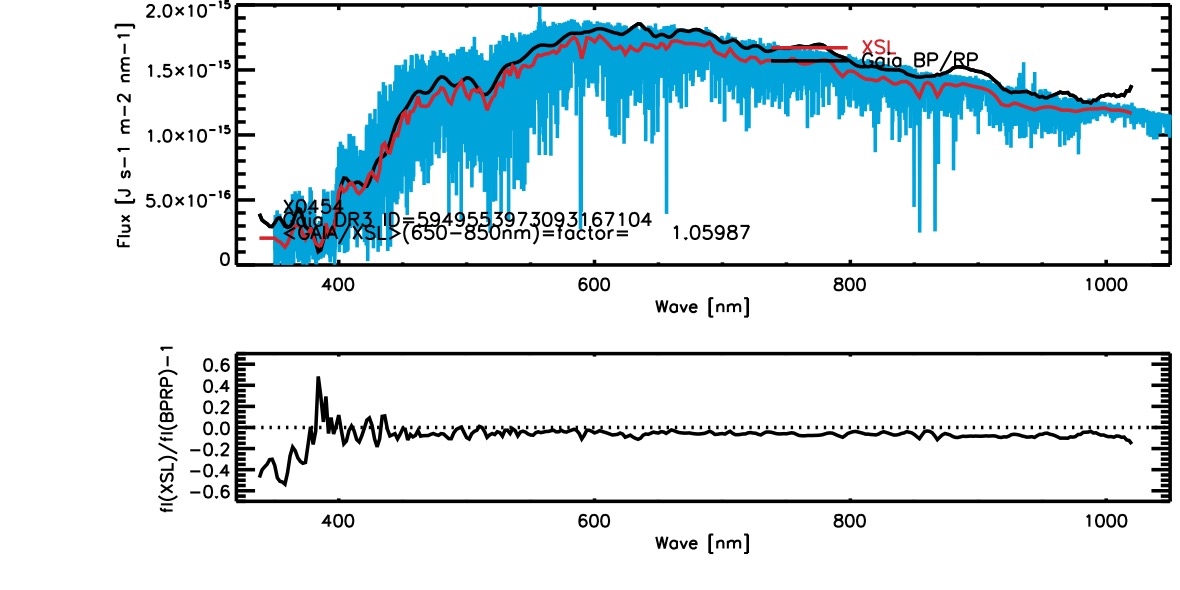 2.0×10−15
1.5×10−15
1.0×10−15
5.0×10−16
0
Flux [J s−1 m−2 nm−1]
XSL
Gaia BP/RP
X0454
Gaia DR3 ID=5949553973093167104
<GAIA/XSL>(650−850nm)=factor= 1.05987
400 600 800 1000
Wave [nm]
0.6
0.4
0.2
0.0
−0.2
−0.4
−0.6
fl(XSL)/fl(BPRP)−1
400 600 800 1000
Wave [nm]